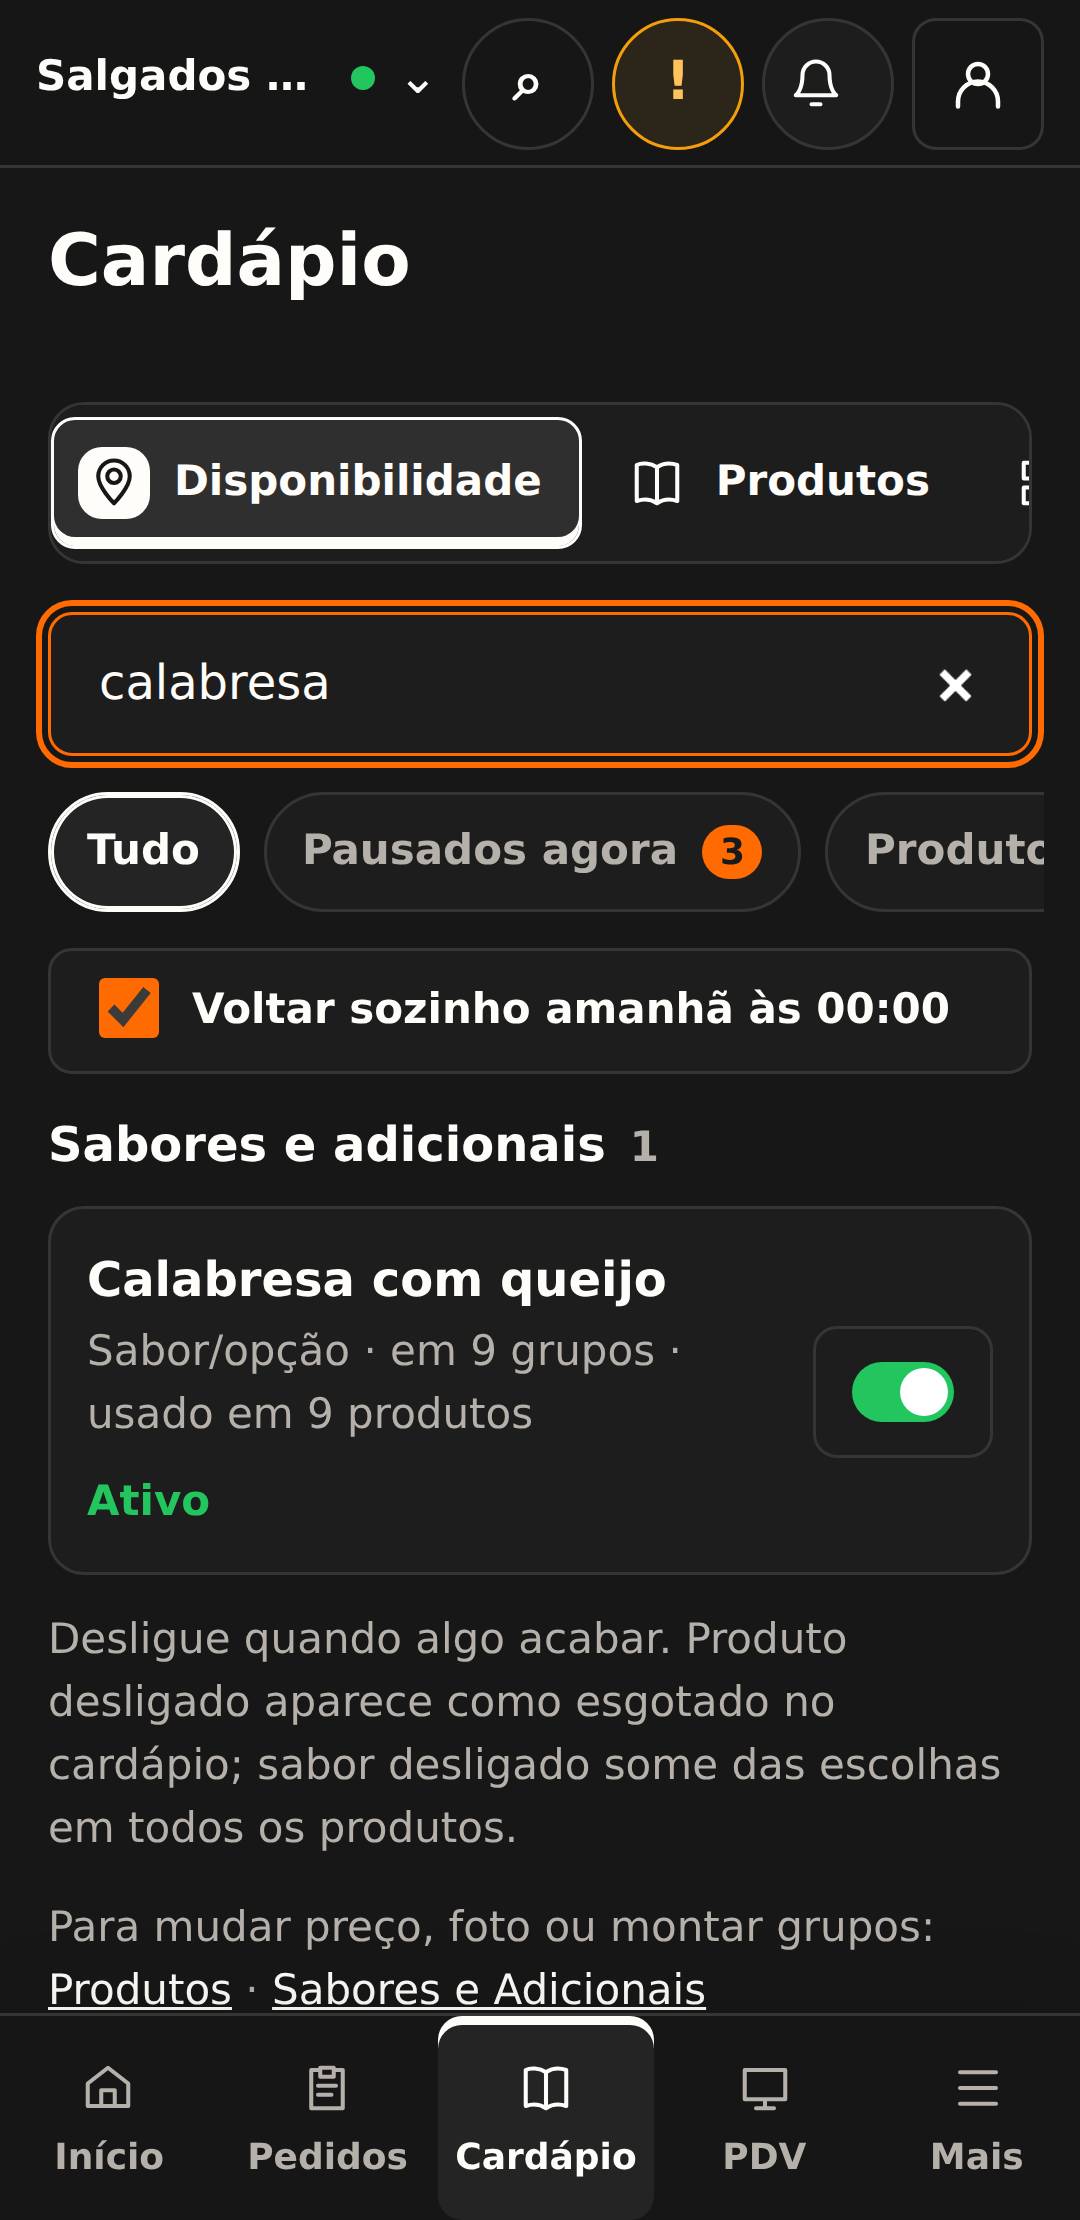 Salgados ...
!
Cardápio
Disponibilidade
Produtos
calabresa
Tudo
Pausados agora 3
Produto
Voltar sozinho amanhã às 00:00
Sabores e adicionais 1
Calabresa com queijo
Sabor/opção · em 9 grupos ·
usado em 9 produtos
Ativo
Desligue quando algo acabar. Produto
desligado aparece como esgotado no
cardápio; sabor desligado some das escolhas
em todos os produtos.
Para mudar preço, foto ou montar grupos:
Produtos · Sabores e Adicionais
Início
Pedidos
Cardápio
PDV
Mais